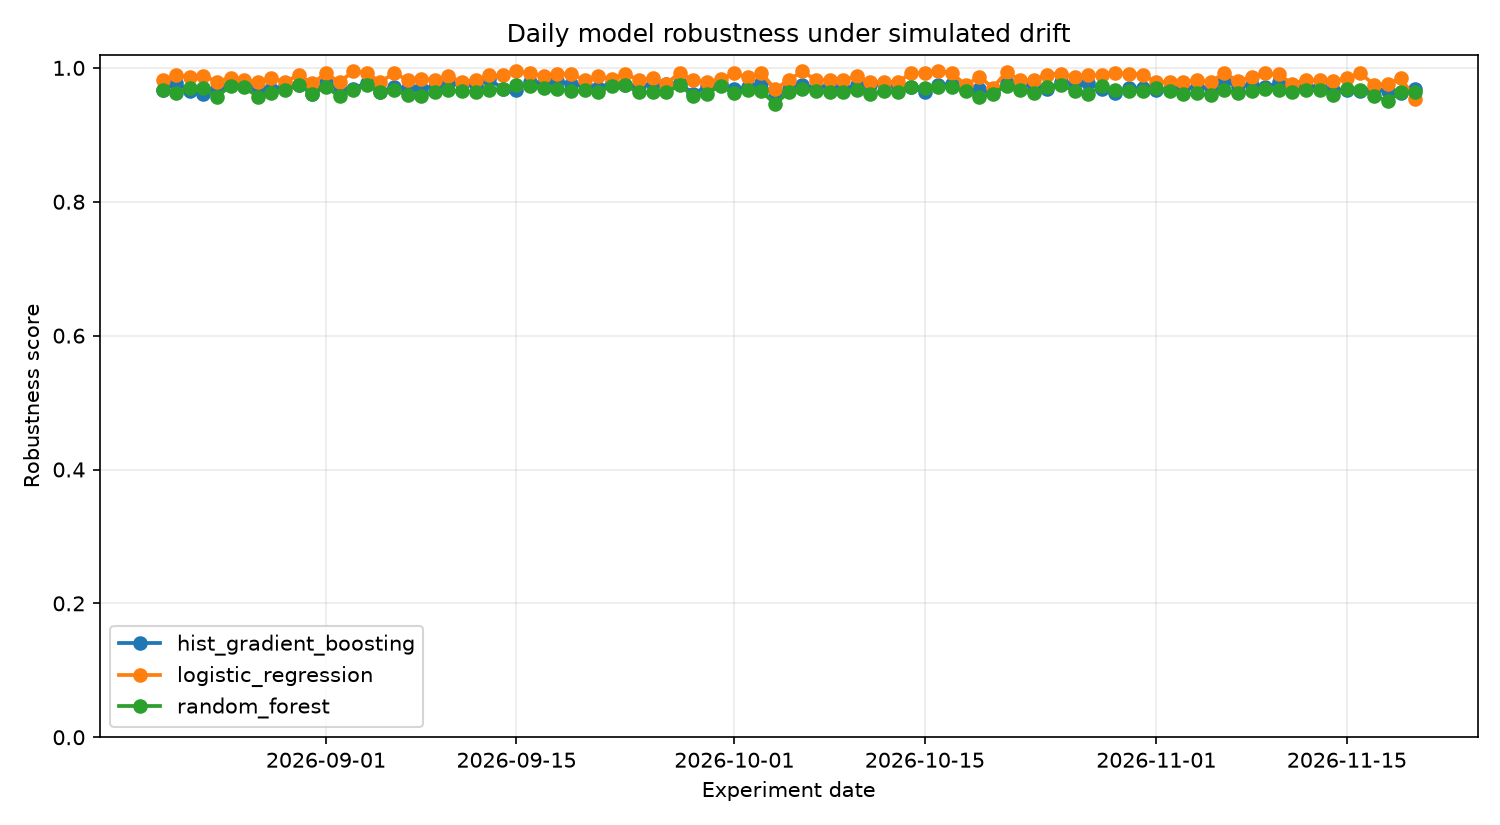 Daily model robustness under simulated drift
Robustness score
1.0
0.8
0.6
0.4
0.2
0.0
hist_gradient_boosting
logistic_regression
random_forest
2026-09-01
2026-09-15
2026-10-01
2026-10-15
2026-11-01
2026-11-15
Experiment date